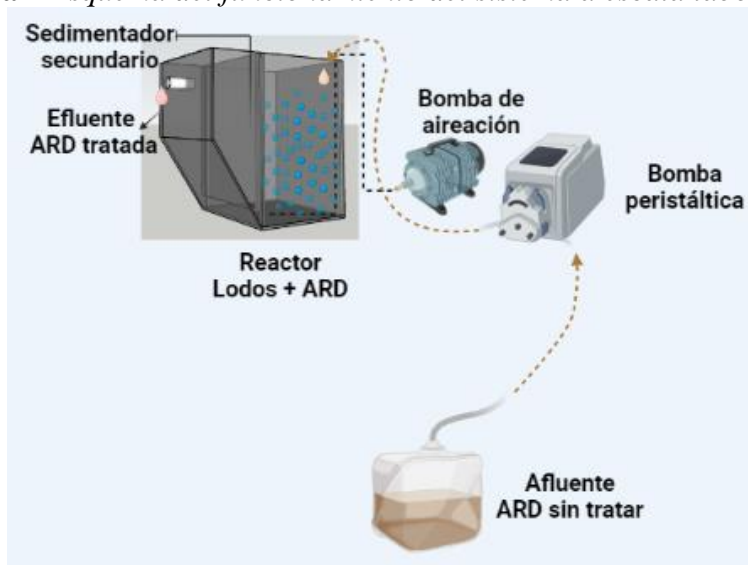 Sedimentador
secundario
Efluente
ARD tratada
Bomba de
aireación
Bomba
peristáltica
Reactor
Lodos + ARD
Afluente
ARD sin tratar